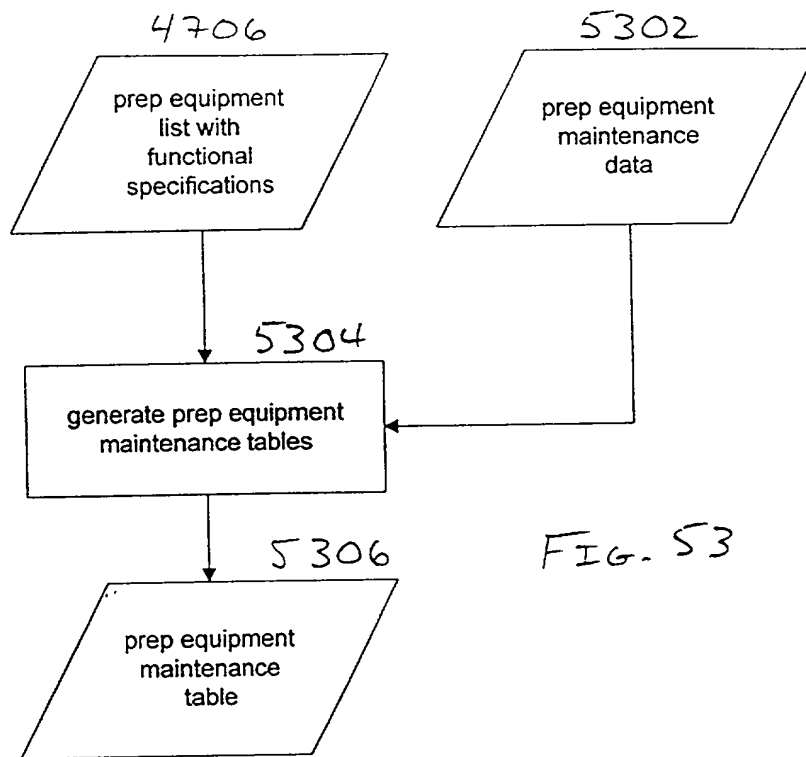 4706
5302
prep equipment
list with
functional
specifications
prep equipment
maintenance
data
5304
generate prep equipment
maintenance tables
5306
FIG. 53
prep equipment
maintenance
table